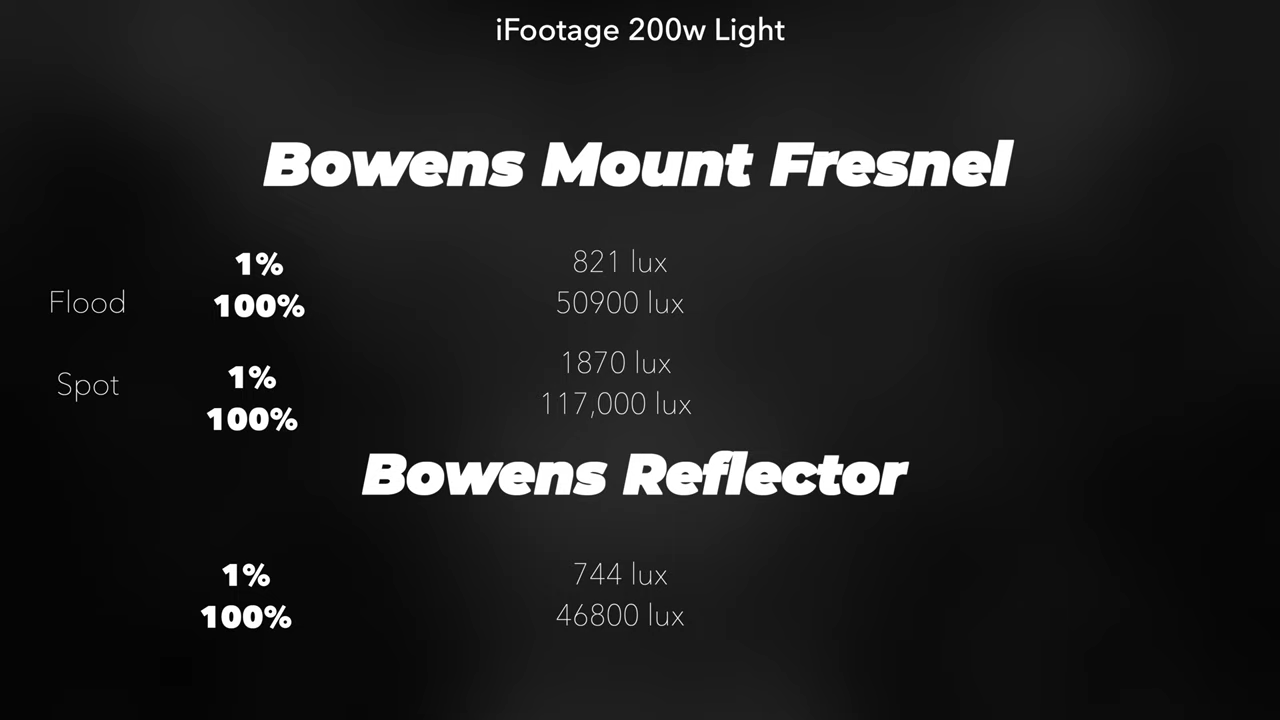 iFootage 200w Light
Bowens Mount Fresnel
1% 821 lux
Flood 100% 50900 lux
1% 1870 lux
Spot
100% 117,000 lux
Bowens Reflector
1% 744 lux
100% 46800 lux